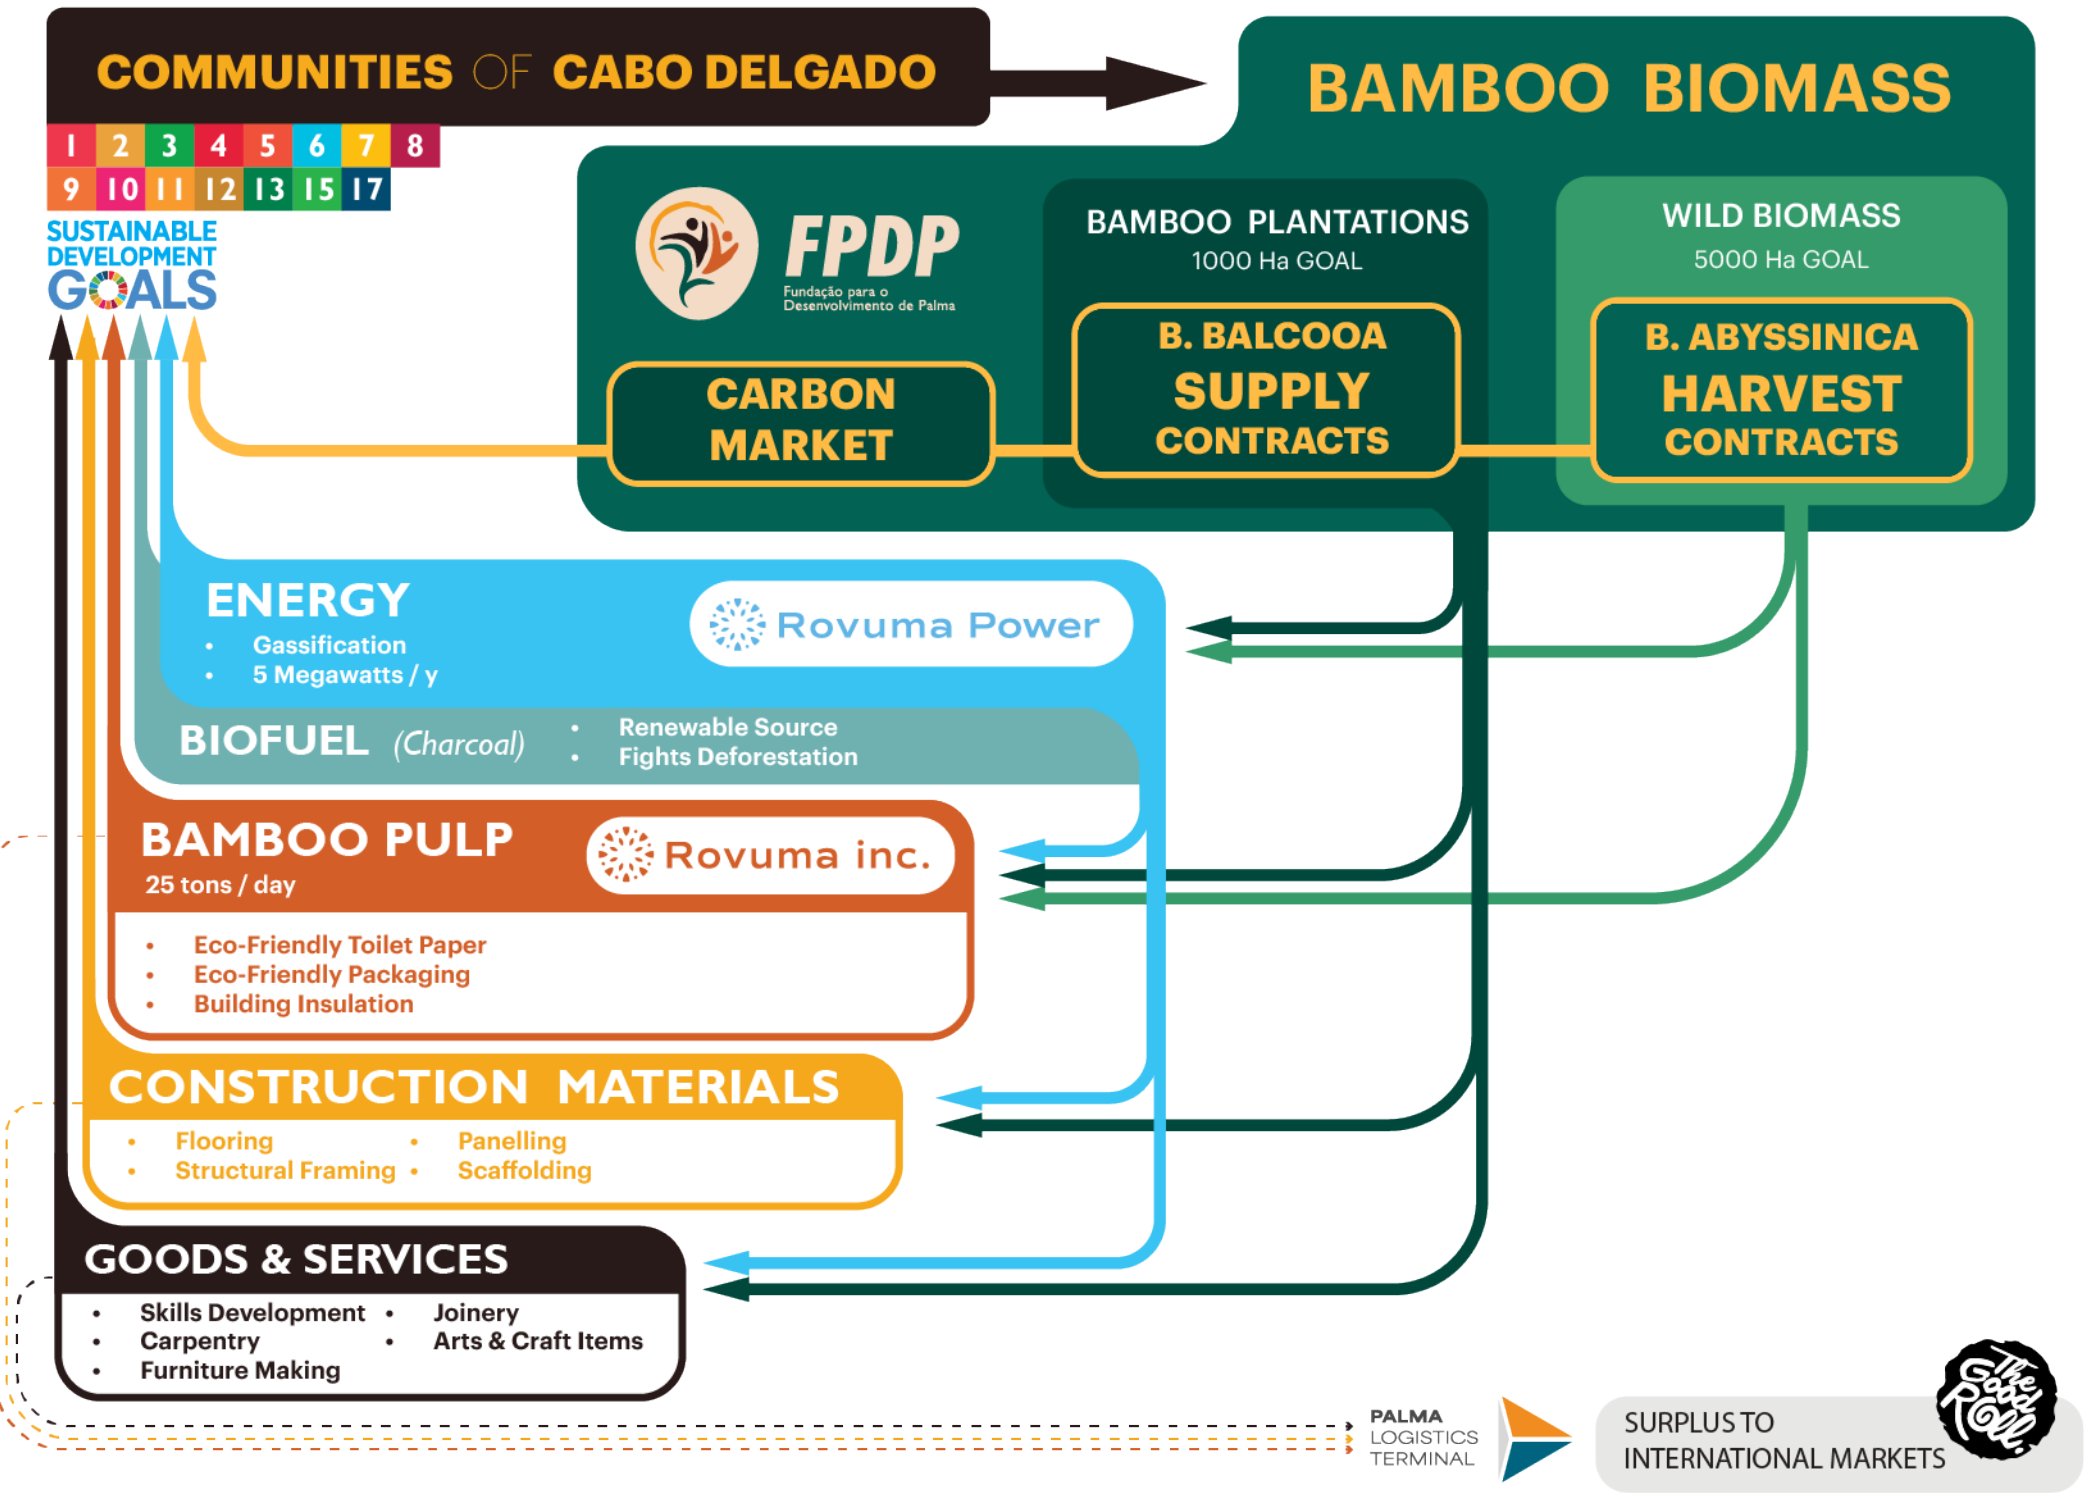 COMMUNITIES OF CABO DELGADO
BAMBOO BIOMASS
1 2 3 4 5 6 7 8
9 10 11 12 13 15 17
SUSTAINABLE
DEVELOPMENT
GOALS
FPDP
Fundação para o
Desenvolvimento de Palma
CARBON
MARKET
BAMBOO PLANTATIONS
1000 Ha GOAL
B. BALCOOA
SUPPLY
CONTRACTS
WILD BIOMASS
5000 Ha GOAL
B. ABYSSINICA
HARVEST
CONTRACTS
ENERGY
• Gassification
• 5 Megawatts / y
Rovuma Power
BIOFUEL (Charcoal)
• Renewable Source
• Fights Deforestation
BAMBOO PULP
25 tons / day
Rovuma inc.
• Eco-Friendly Toilet Paper
• Eco-Friendly Packaging
• Building Insulation
CONSTRUCTION MATERIALS
• Flooring
• Structural Framing
• Panelling
• Scaffolding
GOODS & SERVICES
• Skills Development
• Carpentry
• Furniture Making
• Joinery
• Arts & Craft Items
PALMA
LOGISTICS
TERMINAL
SURPLUS TO
INTERNATIONAL MARKETS
The
Good
Roll.